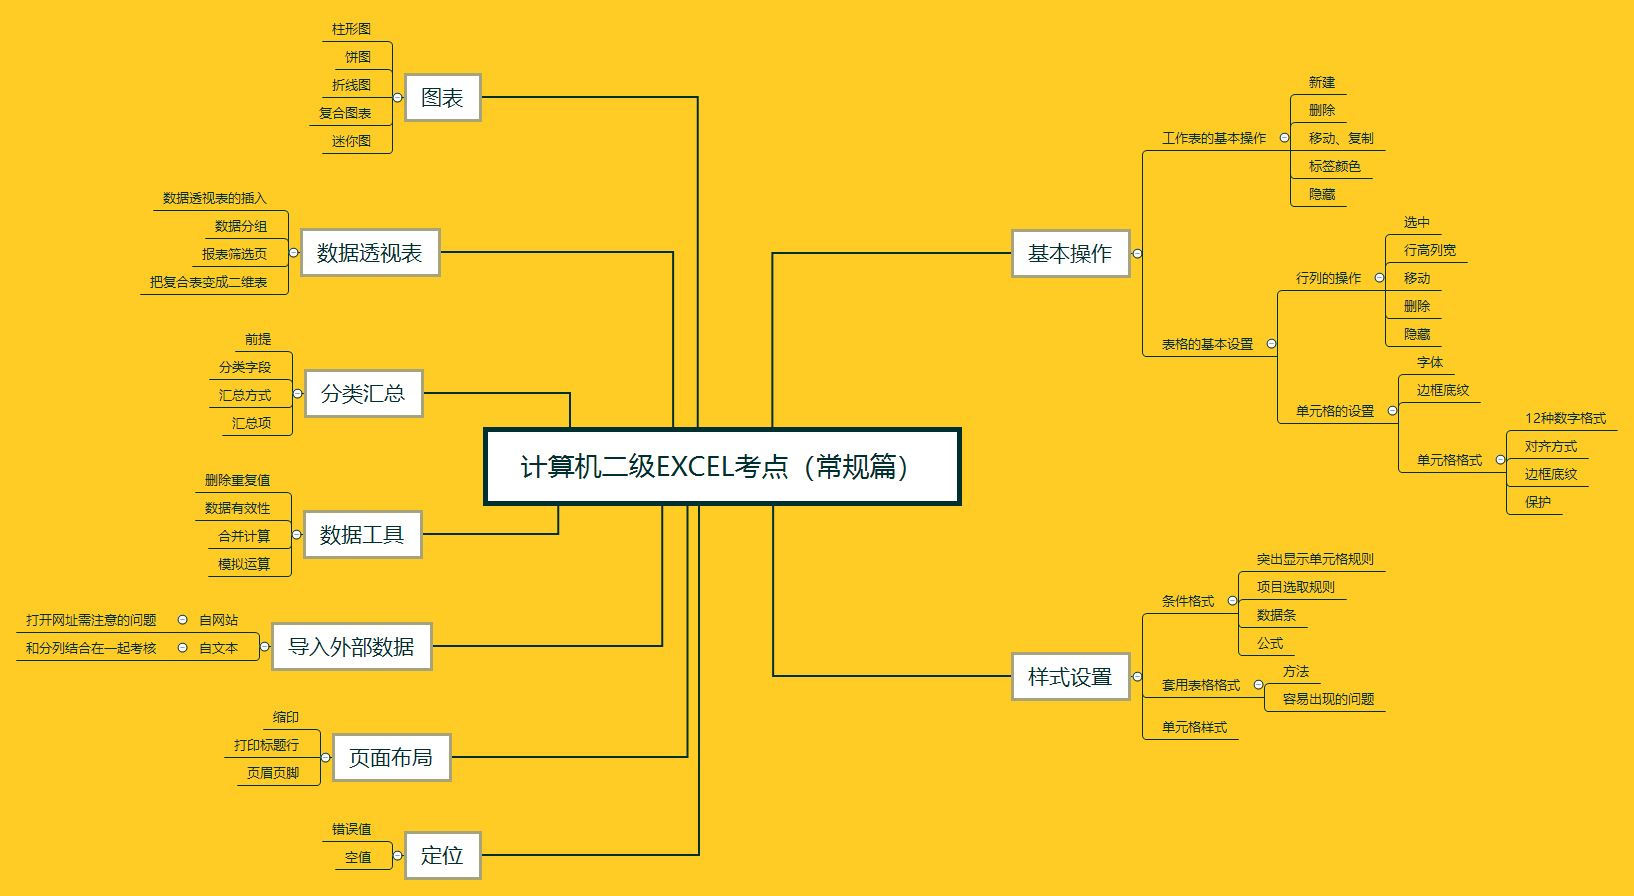 计算机二级EXCEL考点（常规篇）
基本操作
工作表的基本操作
新建
删除
移动、复制
标签颜色
隐藏
表格的基本设置
行列的操作
选中
行高列宽
移动
删除
隐藏
单元格的设置
字体
边框底纹
单元格格式
12种数字格式
对齐方式
边框底纹
保护
样式设置
条件格式
突出显示单元格规则
项目选取规则
数据条
公式
套用表格格式
方法
容易出现的问题
单元格样式
图表
柱形图
饼图
折线图
复合图表
迷你图
数据透视表
数据透视表的插入
数据分组
报表筛选页
把复合表变成二维表
分类汇总
前提
分类字段
汇总方式
汇总项
数据工具
删除重复值
数据有效性
合并计算
模拟运算
导入外部数据
自网站
打开网址需注意的问题
自文本
和分列结合在一起考核
页面布局
缩印
打印标题行
页眉页脚
定位
错误值
空值